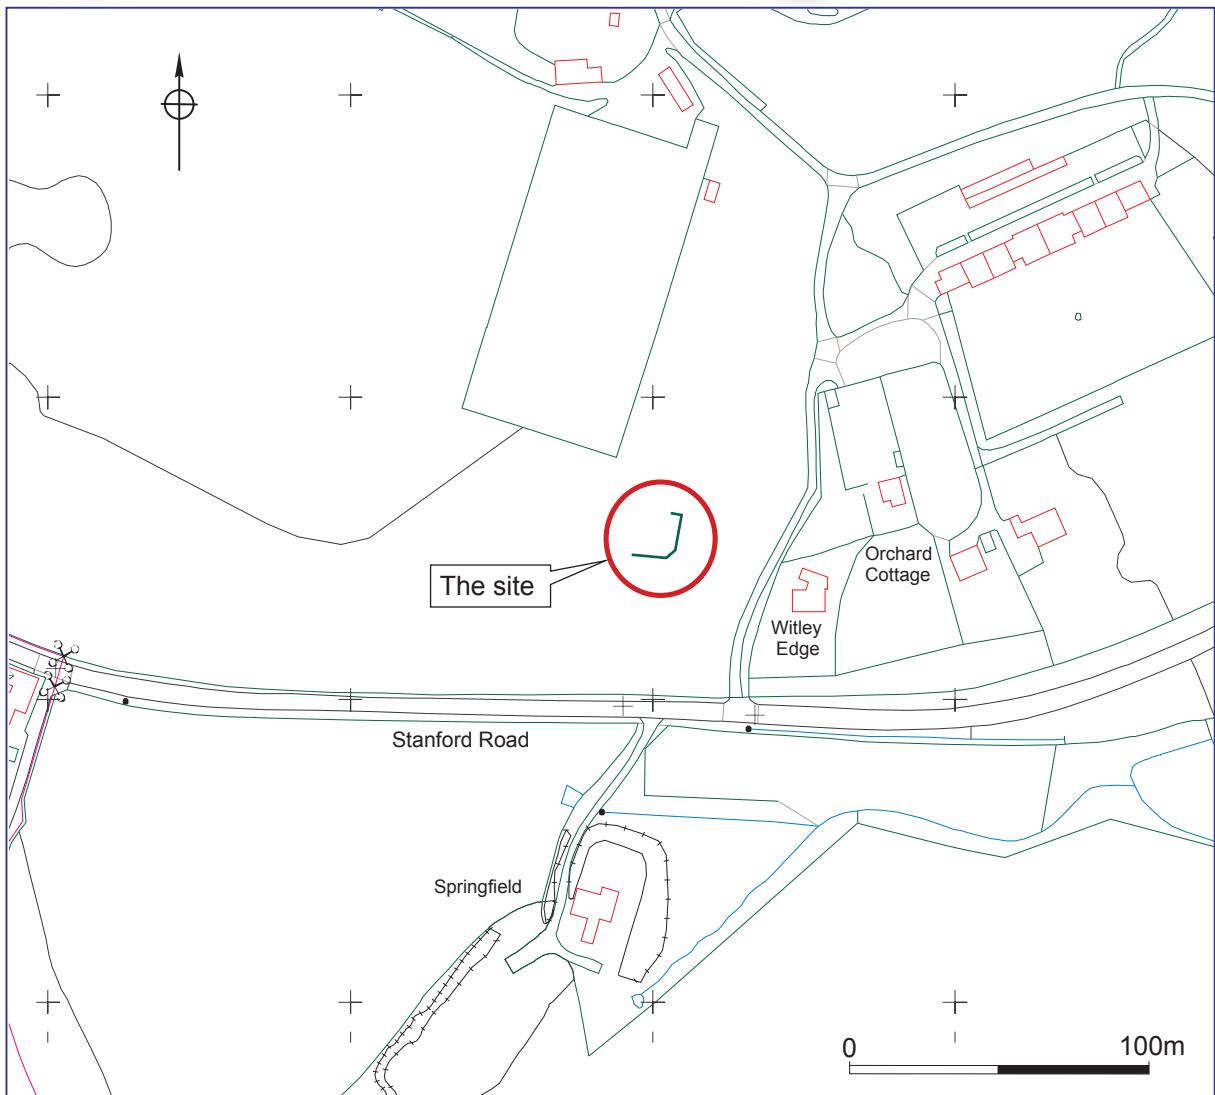 Orchard
Cottage
The site
Witley
Edge
Stanford Road
Springfield
0
100m